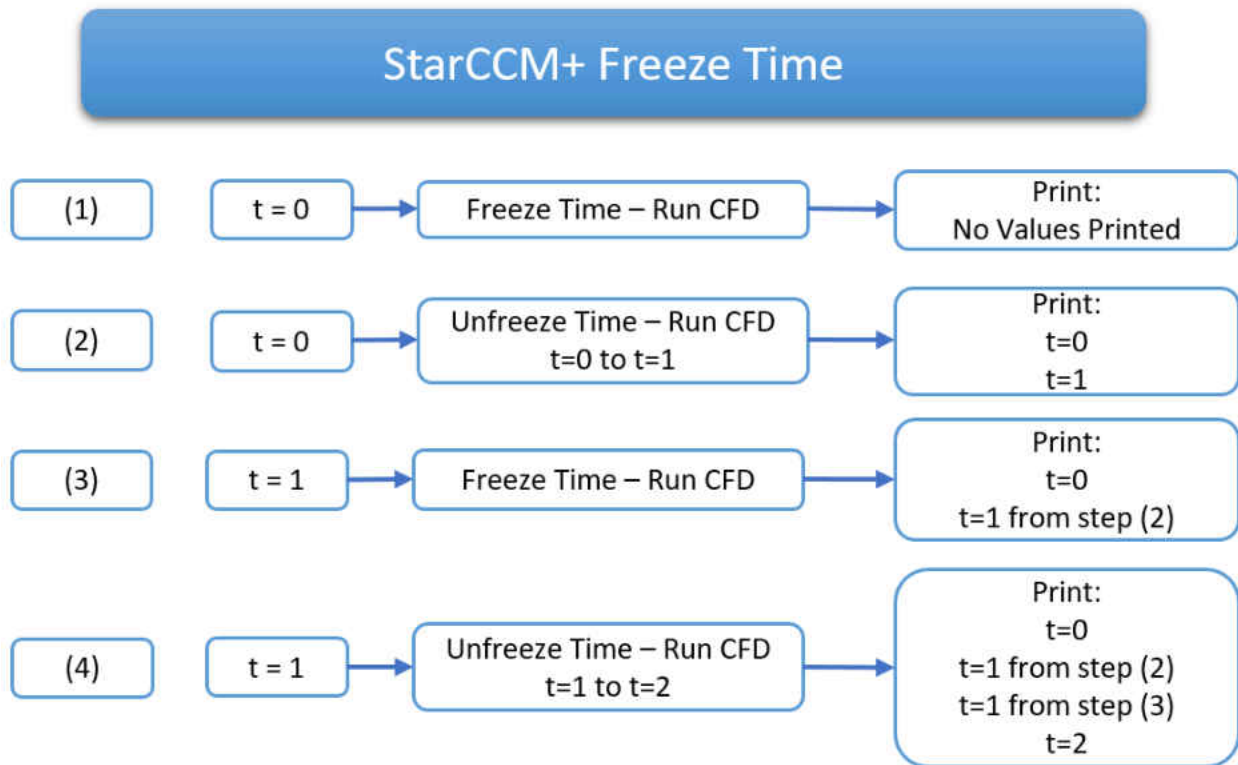 StarCCM+ Freeze Time
(1)
t = 0
Freeze Time – Run CFD
Print:
No Values Printed
(2)
t = 0
Unfreeze Time – Run CFD
t=0 to t=1
Print:
t=0
t=1
(3)
t = 1
Freeze Time – Run CFD
Print:
t=0
t=1 from step (2)
(4)
t = 1
Unfreeze Time – Run CFD
t=1 to t=2
Print:
t=0
t=1 from step (2)
t=1 from step (3)
t=2